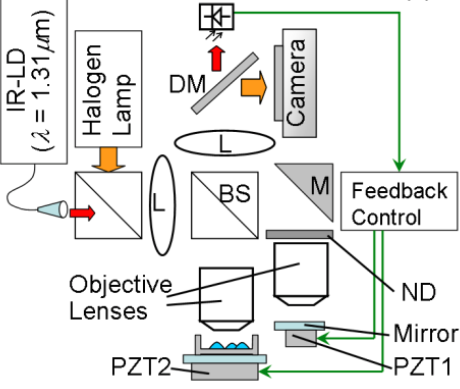 IR-LD
(λ = 1.31μm)
Halogen
Lamp
DM
Camera
L
L
BS
M
Feedback
Control
Objective
Lenses
ND
Mirror
PZT2
PZT1